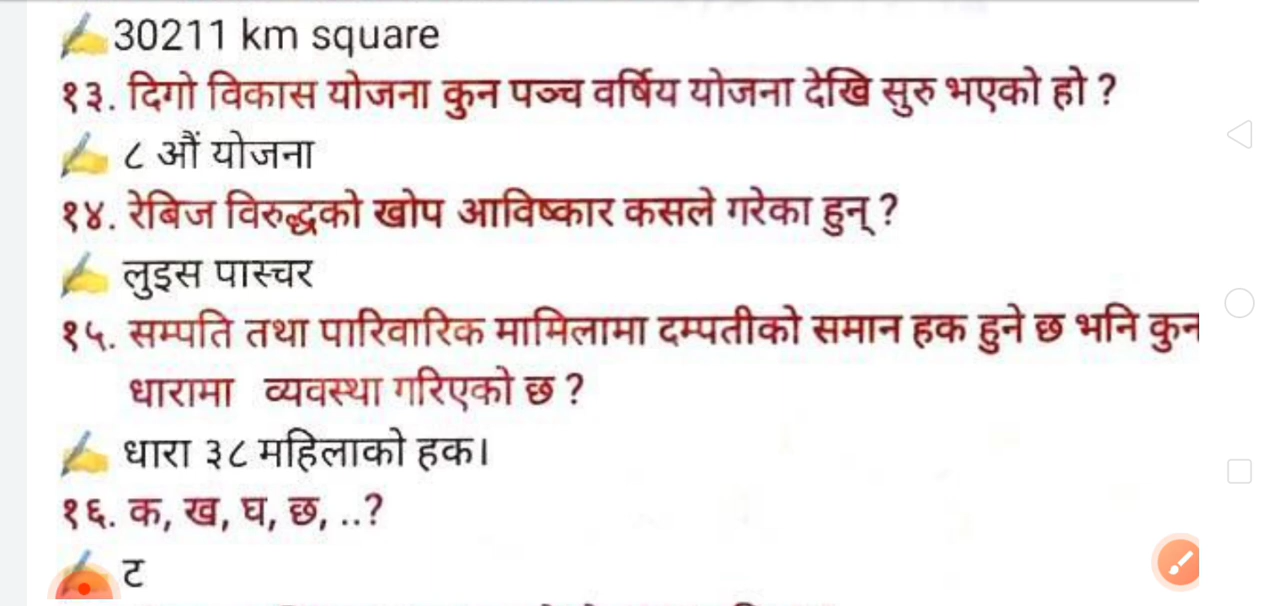 ✍️30211 km square
१३. दिगो विकास योजना कुन पञ्च वर्षिय योजना देखि सुरु भएको हो ?
✍️ ८ औं योजना
१४. रेबिज विरुद्धको खोप आविष्कार कसले गरेका हुन् ?
✍️ लुइस पास्चर
१५. सम्पति तथा पारिवारिक मामिलामा दम्पतीको समान हक हुने छ भनि कुन
धारामा व्यवस्था गरिएको छ ?
✍️ धारा ३८ महिलाको हक।
१६. क, ख, घ, छ, ..?
✍️ ट